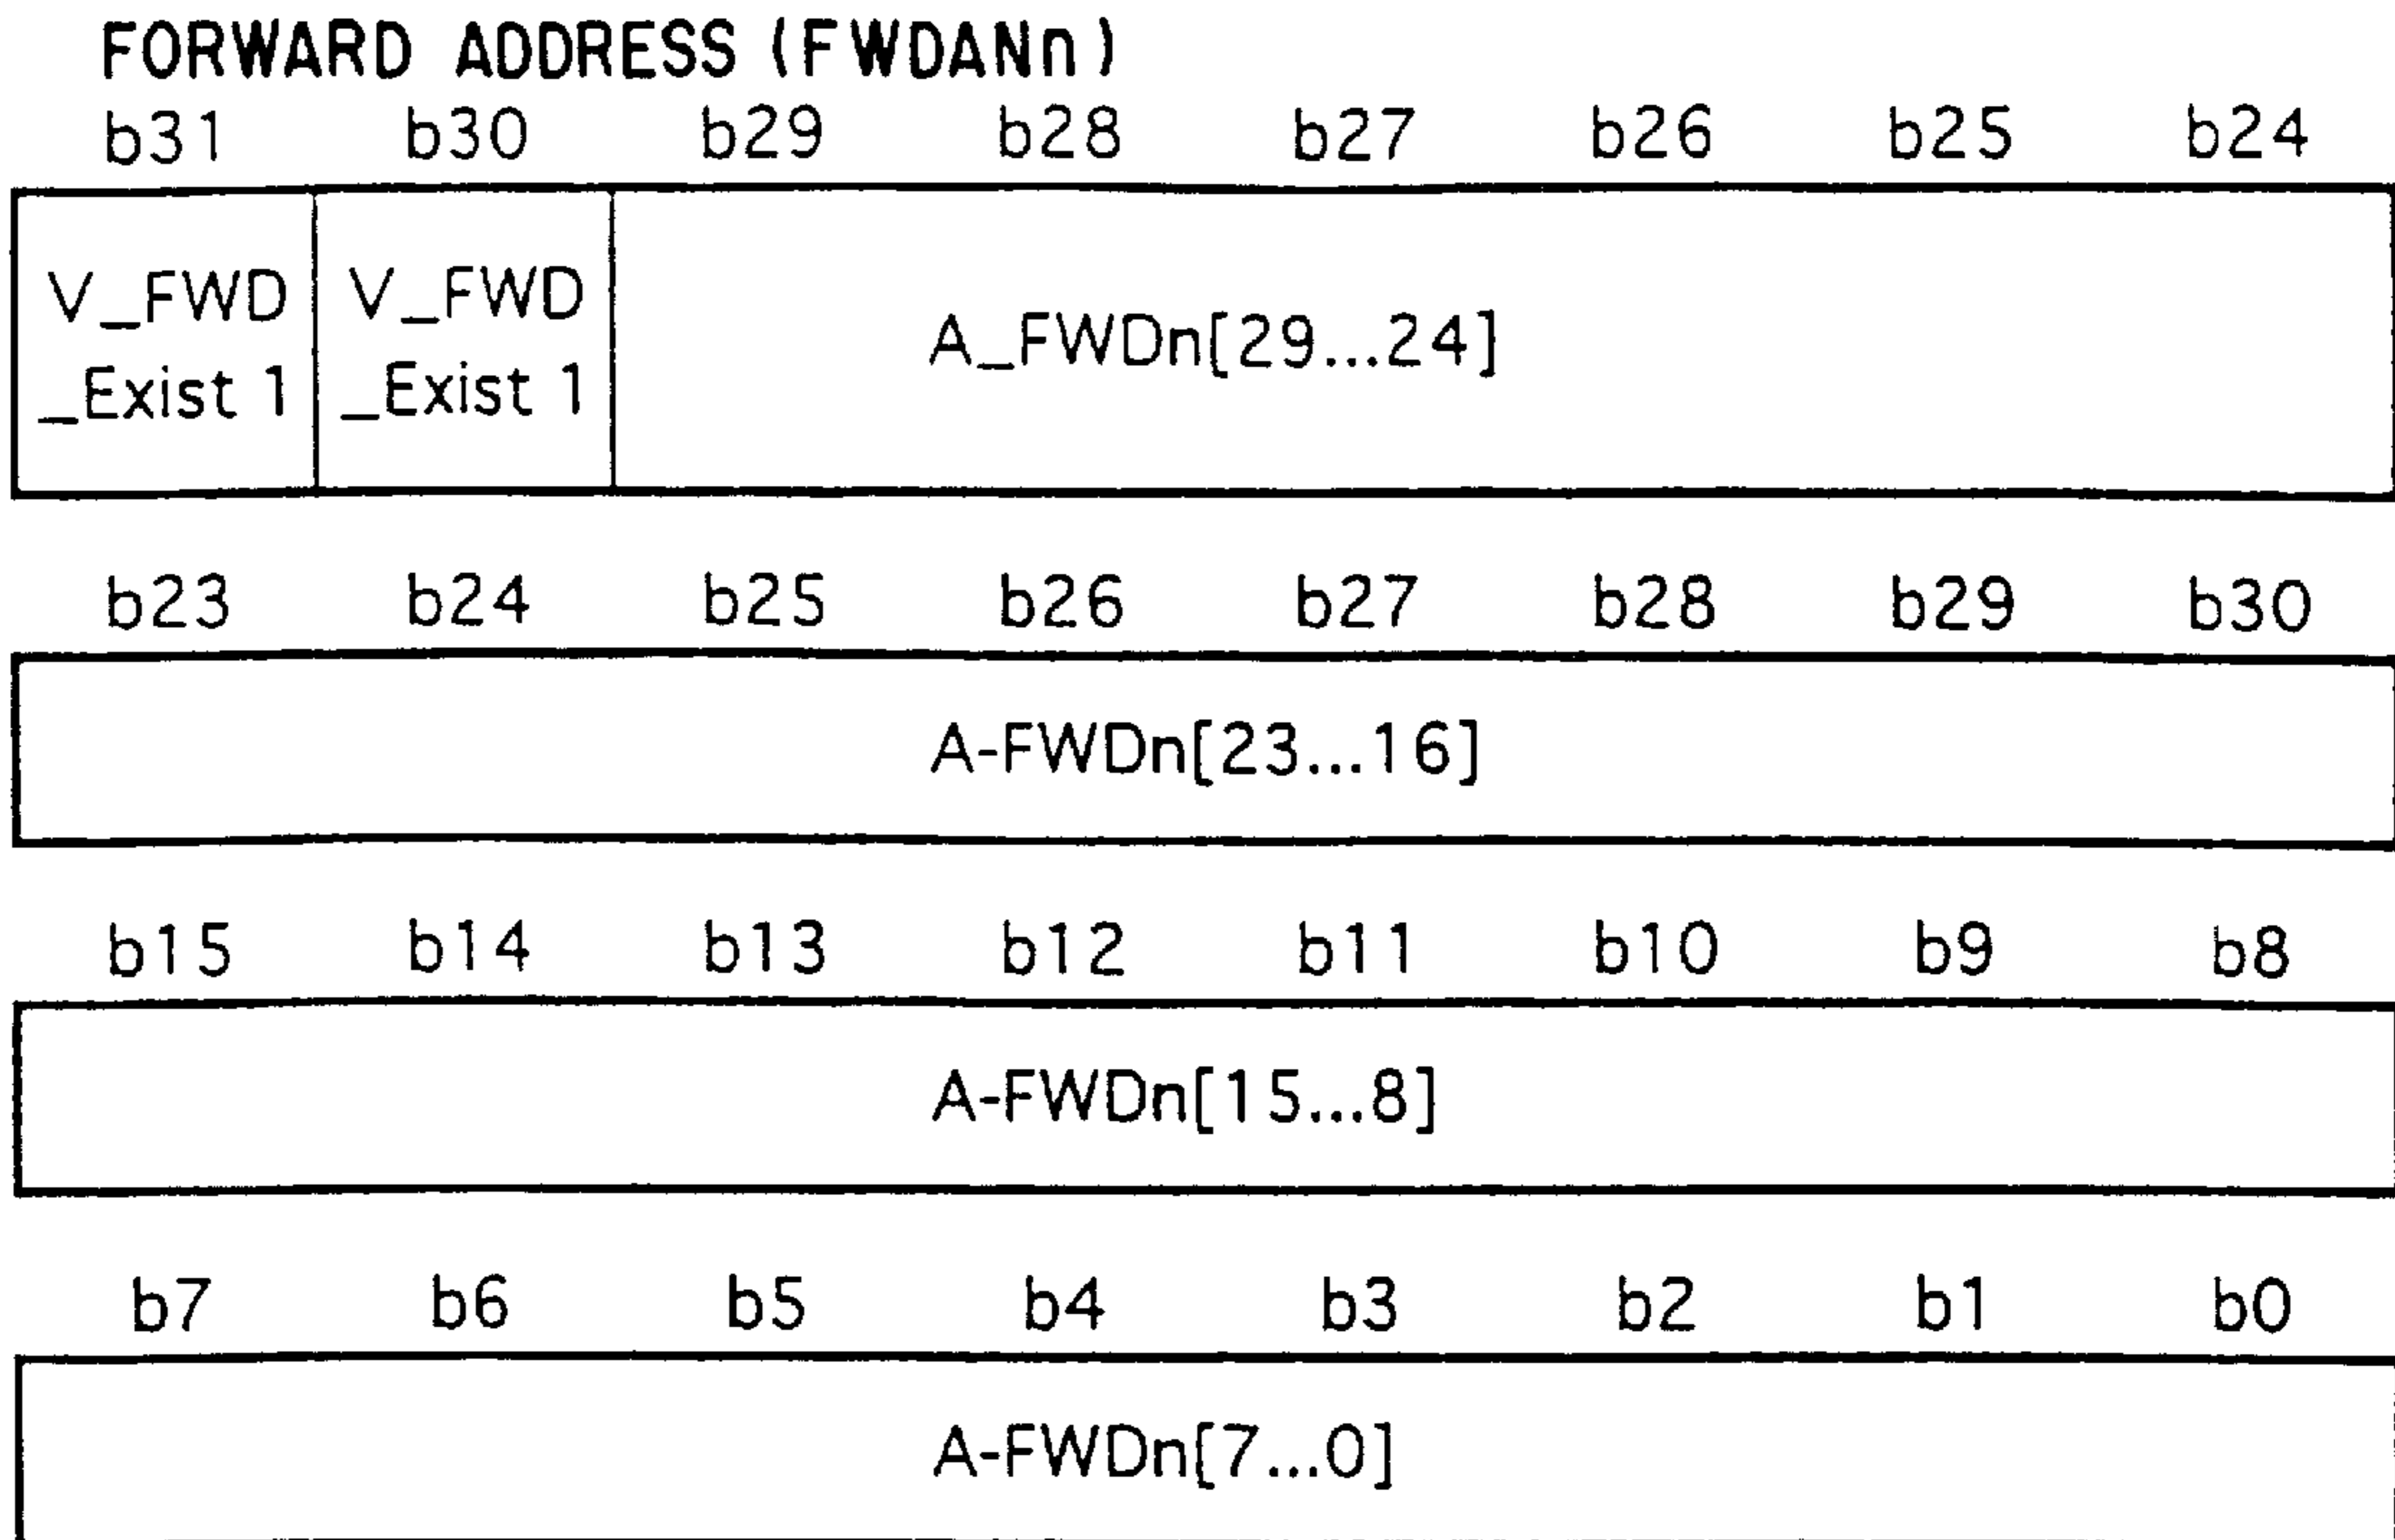 FORWARD ADDRESS (FWDANn)
b31 b30 b29 b28 b27 b26 b25 b24
V_FWD V_FWD
_Exist 1 _Exist 1
A_FWDn[29...24]
b23 b24 b25 b26 b27 b28 b29 b30
A-FWDn[23...16]
b15 b14 b13 b12 b11 b10 b9 b8
A-FWDn[15...8]
b7 b6 b5 b4 b3 b2 b1 b0
A-FWDn[7...0]